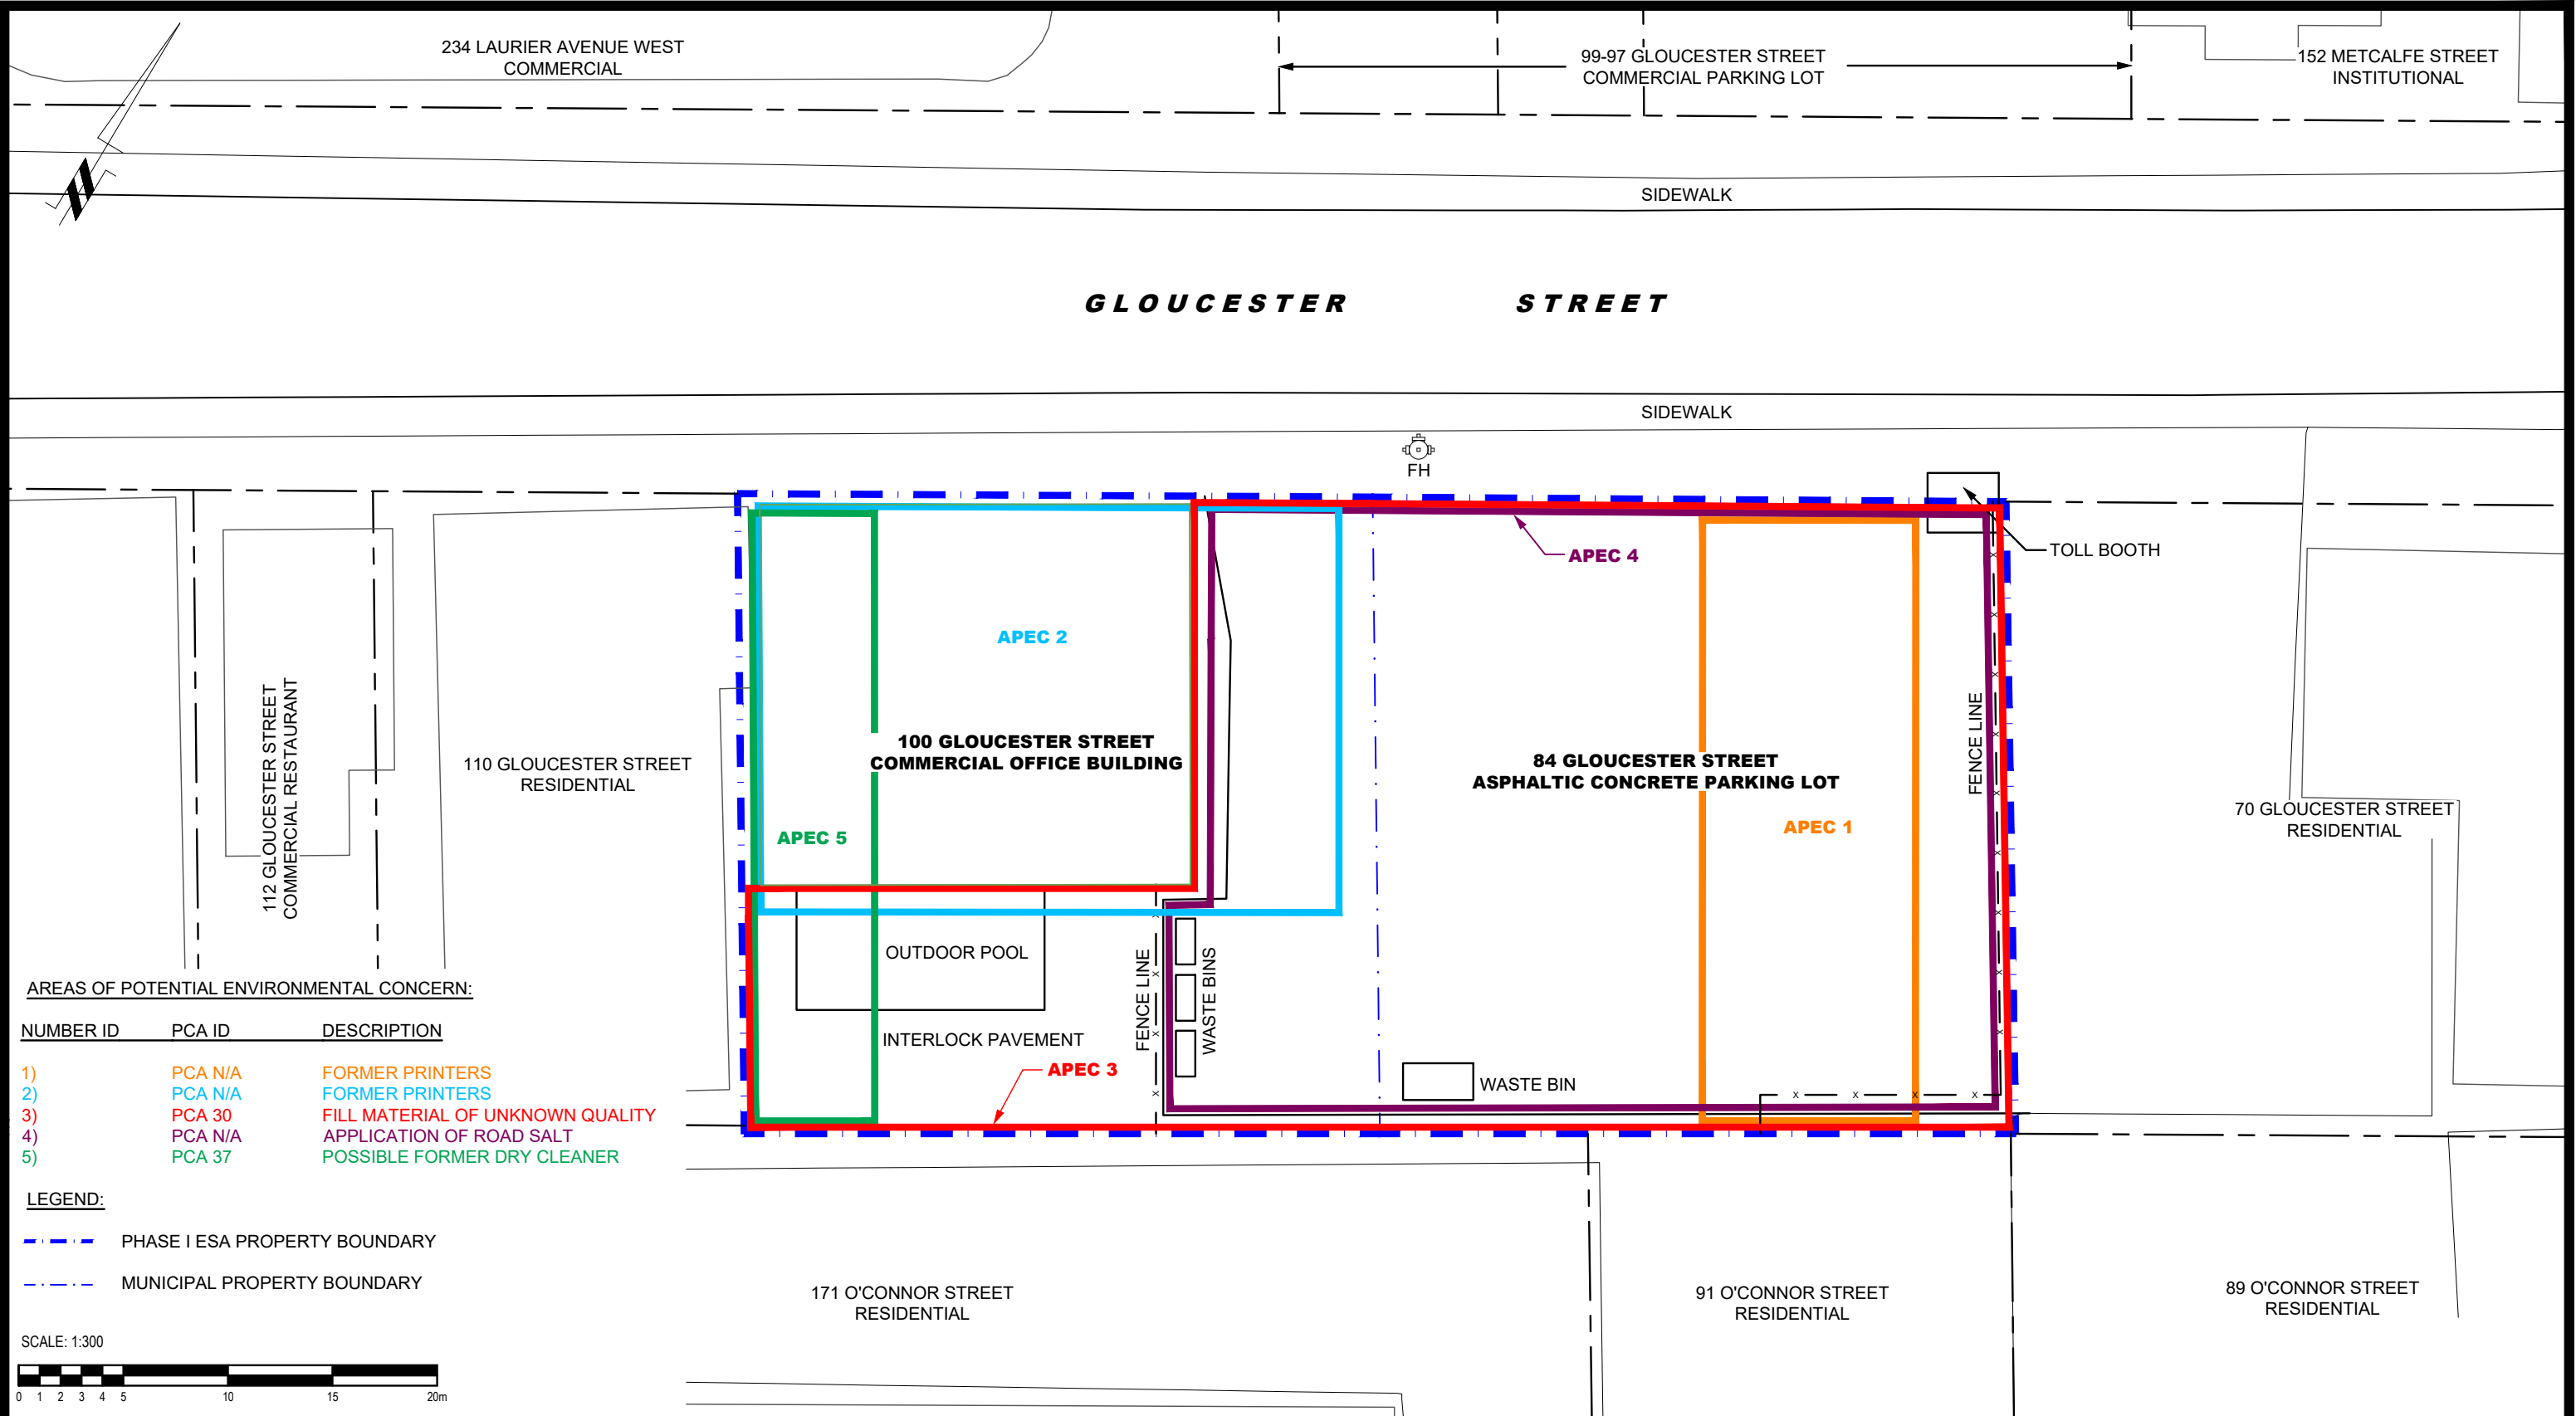 234 LAURIER AVENUE WEST
COMMERCIAL
99-97 GLOUCESTER STREET
COMMERCIAL PARKING LOT
152 METCALFE STREET
INSTITUTIONAL
N
SIDEWALK
GLOUCESTER STREET
SIDEWALK
FH
TOLL BOOTH
APEC 4
APEC 2
100 GLOUCESTER STREET
COMMERCIAL OFFICE BUILDING
84 GLOUCESTER STREET
ASPHALTIC CONCRETE PARKING LOT
FENCE LINE
112 GLOUCESTER STREET
COMMERCIAL RESTAURANT
110 GLOUCESTER STREET
RESIDENTIAL
70 GLOUCESTER STREET
RESIDENTIAL
APEC 5
APEC 1
OUTDOOR POOL
FENCE LINE
WASTE BINS
INTERLOCK PAVEMENT
APEC 3
WASTE BIN
AREAS OF POTENTIAL ENVIRONMENTAL CONCERN:
NUMBER ID PCA ID DESCRIPTION
1) PCA N/A FORMER PRINTERS
2) PCA N/A FORMER PRINTERS
3) PCA 30 FILL MATERIAL OF UNKNOWN QUALITY
4) PCA N/A APPLICATION OF ROAD SALT
5) PCA 37 POSSIBLE FORMER DRY CLEANER
LEGEND:
PHASE I ESA PROPERTY BOUNDARY
MUNICIPAL PROPERTY BOUNDARY
171 O'CONNOR STREET
RESIDENTIAL
91 O'CONNOR STREET
RESIDENTIAL
89 O'CONNOR STREET
RESIDENTIAL
SCALE: 1:300
0 1 2 3 4 5 10 15 20m